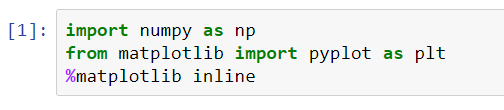 [1]: import numpy as np
from matplotlib import pyplot as plt
%matplotlib inline